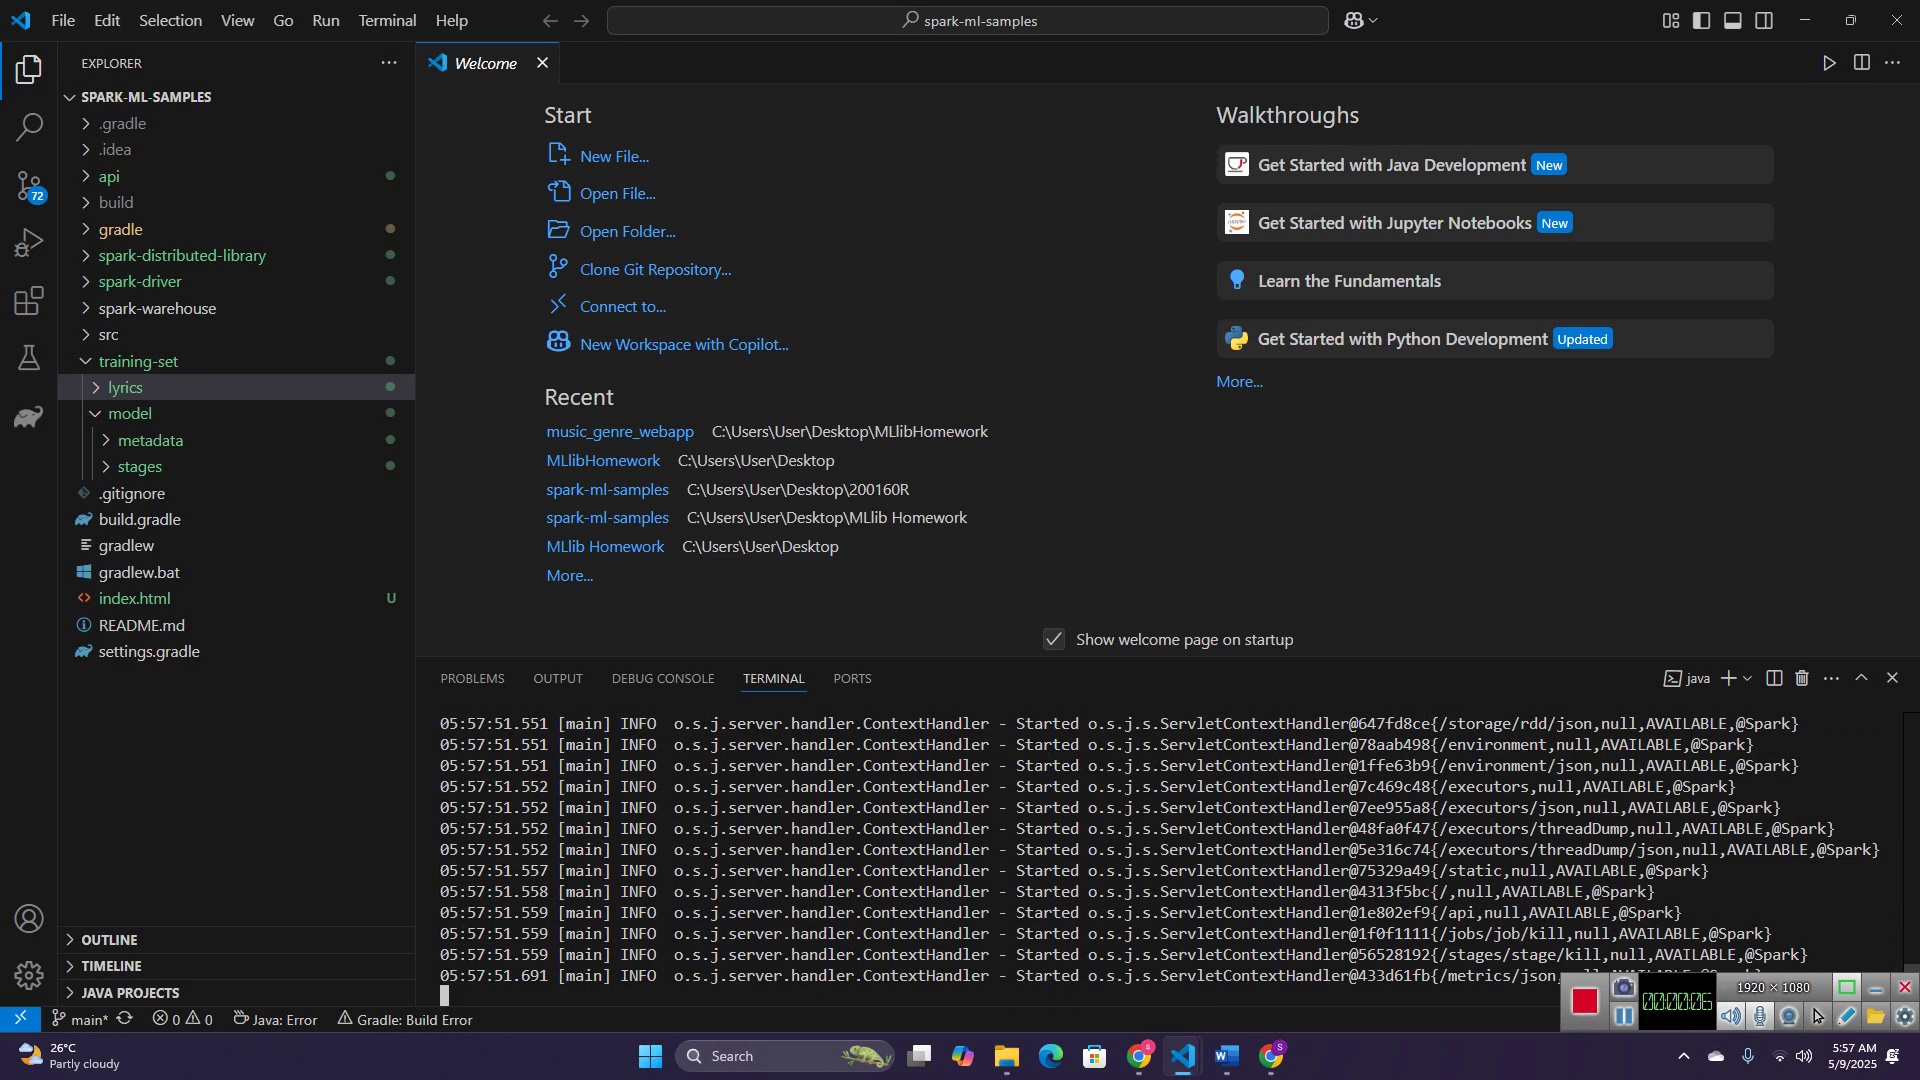 File Edit Selection View Go Run Terminal Help
spark-ml-samples
EXPLORER
SPARK-ML-SAMPLES
.gradle
.idea
api
build
gradle
spark-distributed-library
spark-driver
spark-warehouse
src
training-set
lyrics
model
metadata
stages
.gitignore
build.gradle
gradlew
gradlew.bat
index.html U
README.md
settings.gradle
OUTLINE
TIMELINE
JAVA PROJECTS
72
Welcome
Start
New File...
Open File...
Open Folder...
Clone Git Repository...
Connect to...
New Workspace with Copilot...
Recent
music_genre_webapp C:\Users\User\Desktop\MLlibHomework
MLlibHomework C:\Users\User\Desktop
spark-ml-samples C:\Users\User\Desktop\200160R
spark-ml-samples C:\Users\User\Desktop\MLlib Homework
MLlib Homework C:\Users\User\Desktop
More...
Walkthroughs
Get Started with Java Development New
Get Started with Jupyter Notebooks New
Learn the Fundamentals
Get Started with Python Development Updated
More...
Show welcome page on startup
PROBLEMS OUTPUT DEBUG CONSOLE TERMINAL PORTS
java
05:57:51.551 [main] INFO o.s.j.server.handler.ContextHandler - Started o.s.j.s.ServletContextHandler@647fd8ce{/storage/rdd/json,null,AVAILABLE,@Spark}
05:57:51.551 [main] INFO o.s.j.server.handler.ContextHandler - Started o.s.j.s.ServletContextHandler@78aab498{/environment,null,AVAILABLE,@Spark}
05:57:51.551 [main] INFO o.s.j.server.handler.ContextHandler - Started o.s.j.s.ServletContextHandler@1ffe63b9{/environment/json,null,AVAILABLE,@Spark}
05:57:51.552 [main] INFO o.s.j.server.handler.ContextHandler - Started o.s.j.s.ServletContextHandler@7c469c48{/executors,null,AVAILABLE,@Spark}
05:57:51.552 [main] INFO o.s.j.server.handler.ContextHandler - Started o.s.j.s.ServletContextHandler@7ee955a8{/executors/json,null,AVAILABLE,@Spark}
05:57:51.552 [main] INFO o.s.j.server.handler.ContextHandler - Started o.s.j.s.ServletContextHandler@48fa0f47{/executors/threadDump,null,AVAILABLE,@Spark}
05:57:51.552 [main] INFO o.s.j.server.handler.ContextHandler - Started o.s.j.s.ServletContextHandler@5e316c74{/executors/threadDump/json,null,AVAILABLE,@Spark}
05:57:51.557 [main] INFO o.s.j.server.handler.ContextHandler - Started o.s.j.s.ServletContextHandler@75329a49{/static,null,AVAILABLE,@Spark}
05:57:51.558 [main] INFO o.s.j.server.handler.ContextHandler - Started o.s.j.s.ServletContextHandler@4313f5bc{/,null,AVAILABLE,@Spark}
05:57:51.559 [main] INFO o.s.j.server.handler.ContextHandler - Started o.s.j.s.ServletContextHandler@1e802ef9{/api,null,AVAILABLE,@Spark}
05:57:51.559 [main] INFO o.s.j.server.handler.ContextHandler - Started o.s.j.s.ServletContextHandler@1f0f1111{/jobs/job/kill,null,AVAILABLE,@Spark}
05:57:51.559 [main] INFO o.s.j.server.handler.ContextHandler - Started o.s.j.s.ServletContextHandler@56528192{/stages/stage/kill,null,AVAILABLE,@Spark}
05:57:51.691 [main] INFO o.s.j.server.handler.ContextHandler - Started o.s.j.s.ServletContextHandler@433d61fb{/metrics/json,
1920 × 1080
00:00:06
main* 0 0 Java: Error Gradle: Build Error
26°C
Partly cloudy
Search
5:57 AM
5/9/2025